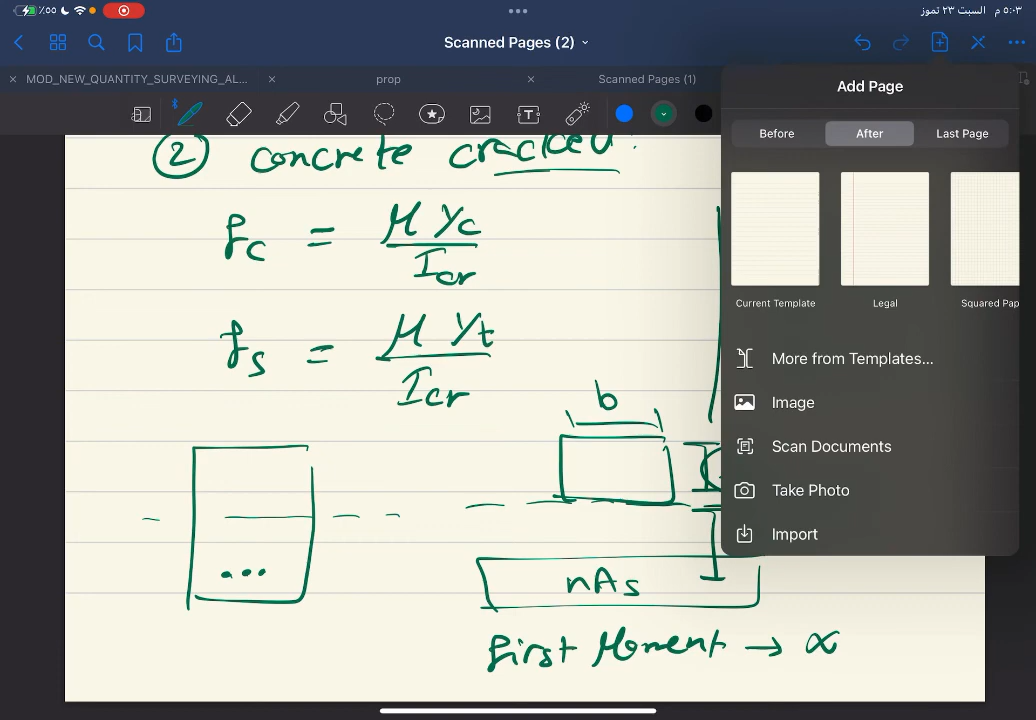 ٪٥٥
٥:٠٣ م السبت ٢٣ تموز
Scanned Pages (2)
MOD_NEW_QUANTITY_SURVEYING_AL...
prop
Scanned Pages (1)
Add Page
Before After Last Page
Current Template Legal Squared Pap
More from Templates...
Image
Scan Documents
Take Photo
Import
② concrete cracked:
fc = M Yc / Icr
fs = M Yt / Icr
b
nAs
first Moment → x